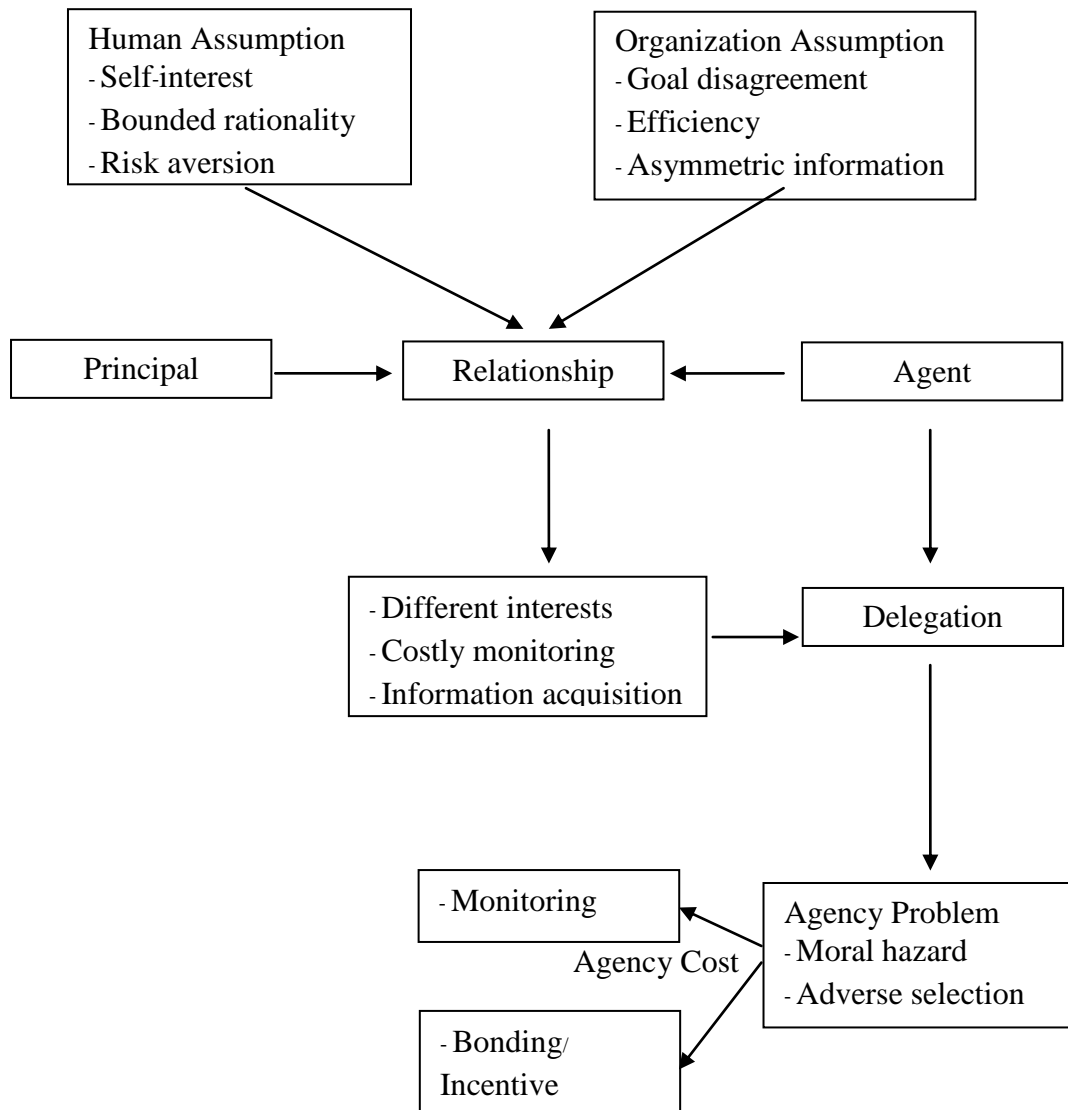 Human Assumption
- Self-interest
- Bounded rationality
- Risk aversion
Organization Assumption
- Goal disagreement
- Efficiency
- Asymmetric information
Principal
Relationship
Agent
- Different interests
- Costly monitoring
- Information acquisition
Delegation
- Monitoring
Agency Problem
- Moral hazard
- Adverse selection
Agency Cost
- Bonding/
Incentive